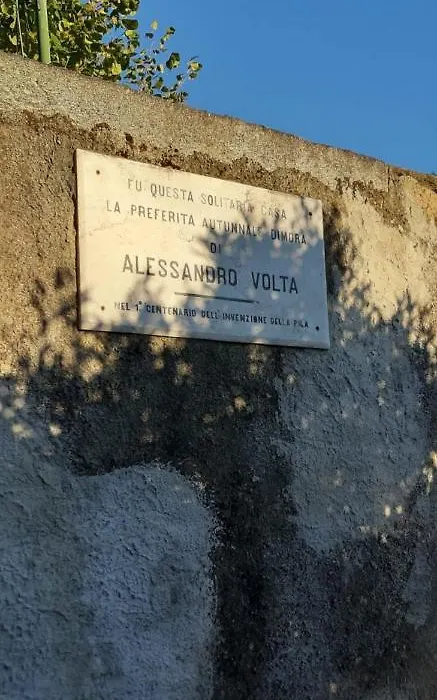 FU QUESTA SOLITARIA CASA
LA PREFERITA AUTUNNALE DIMORA
DI
ALESSANDRO VOLTA
NEL 1° CENTENARIO DELL'INVENZIONE DELLA PILA